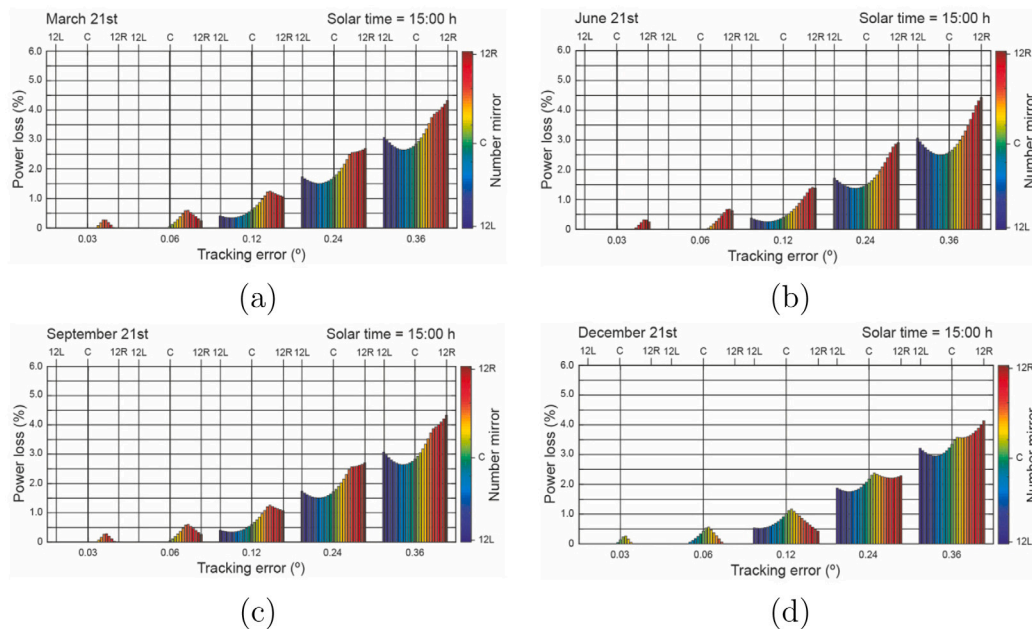 March 21st Solar time = 15:00 h
12L C 12R 12L C 12R 12L C 12R 12L C 12R 12L C 12R
6.0
5.0
4.0
3.0
2.0
1.0
0
Power loss (%)
0.03 0.06 0.12 0.24 0.36
Tracking error (º)
12R
C
12L
Number mirror
(a)
June 21st Solar time = 15:00 h
12L C 12R 12L C 12R 12L C 12R 12L C 12R 12L C 12R
6.0
5.0
4.0
3.0
2.0
1.0
0
Power loss (%)
0.03 0.06 0.12 0.24 0.36
Tracking error (º)
12R
C
12L
Number mirror
(b)
September 21st Solar time = 15:00 h
12L C 12R 12L C 12R 12L C 12R 12L C 12R 12L C 12R
6.0
5.0
4.0
3.0
2.0
1.0
0
Power loss (%)
0.03 0.06 0.12 0.24 0.36
Tracking error (º)
12R
C
12L
Number mirror
(c)
December 21st Solar time = 15:00 h
12L C 12R 12L C 12R 12L C 12R 12L C 12R 12L C 12R
6.0
5.0
4.0
3.0
2.0
1.0
0
Power loss (%)
0.03 0.06 0.12 0.24 0.36
Tracking error (º)
12R
C
12L
Number mirror
(d)